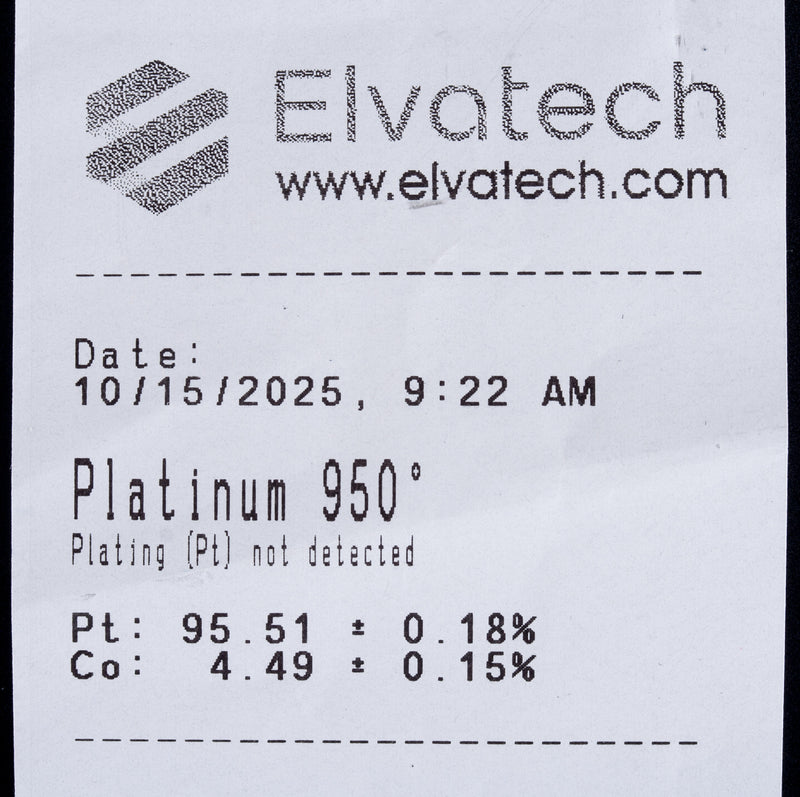 Elvatech
www.elvatech.com
Date:
10/15/2025, 9:22 AM
Platinum 950°
Plating (Pt) not detected
Pt: 95.51 ± 0.18%
Co: 4.49 ± 0.15%